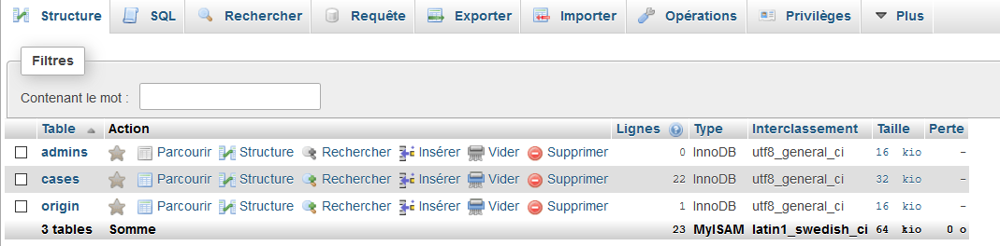 Structure SQL Rechercher Requête Exporter Importer Opérations Privilèges Plus
Filtres
Contenant le mot :
Table Action Lignes Type Interclassement Taille Perte
admins Parcourir Structure Rechercher Insérer Vider Supprimer 0 InnoDB utf8_general_ci 16 kio -
cases Parcourir Structure Rechercher Insérer Vider Supprimer 22 InnoDB utf8_general_ci 32 kio -
origin Parcourir Structure Rechercher Insérer Vider Supprimer 1 InnoDB utf8_general_ci 16 kio -
3 tables Somme 23 MyISAM latin1_swedish_ci 64 kio 0 o